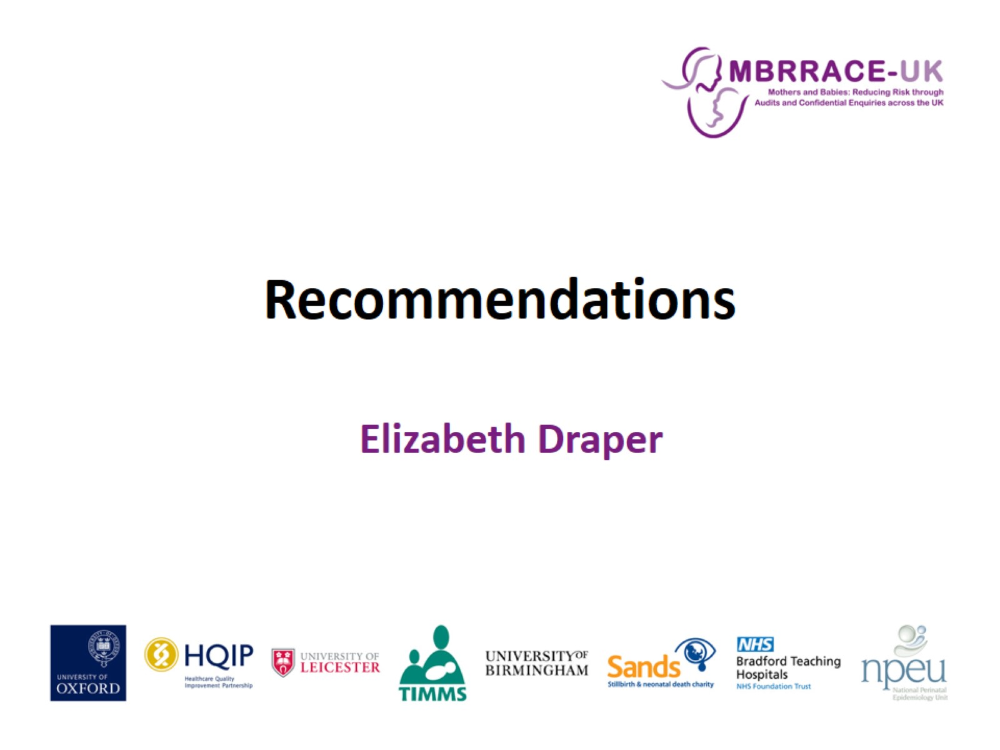 MBRRACE-UK
Mothers and Babies: Reducing Risk through
Audits and Confidential Enquiries across the UK
Recommendations
Elizabeth Draper
UNIVERSITY OF
OXFORD
HQIP
Healthcare Quality
Improvement Partnership
UNIVERSITY OF
LEICESTER
TIMMS
UNIVERSITY OF
BIRMINGHAM
Sands
Stillbirth & neonatal death charity
NHS
Bradford Teaching
Hospitals
NHS Foundation Trust
npeu
National Perinatal
Epidemiology Unit